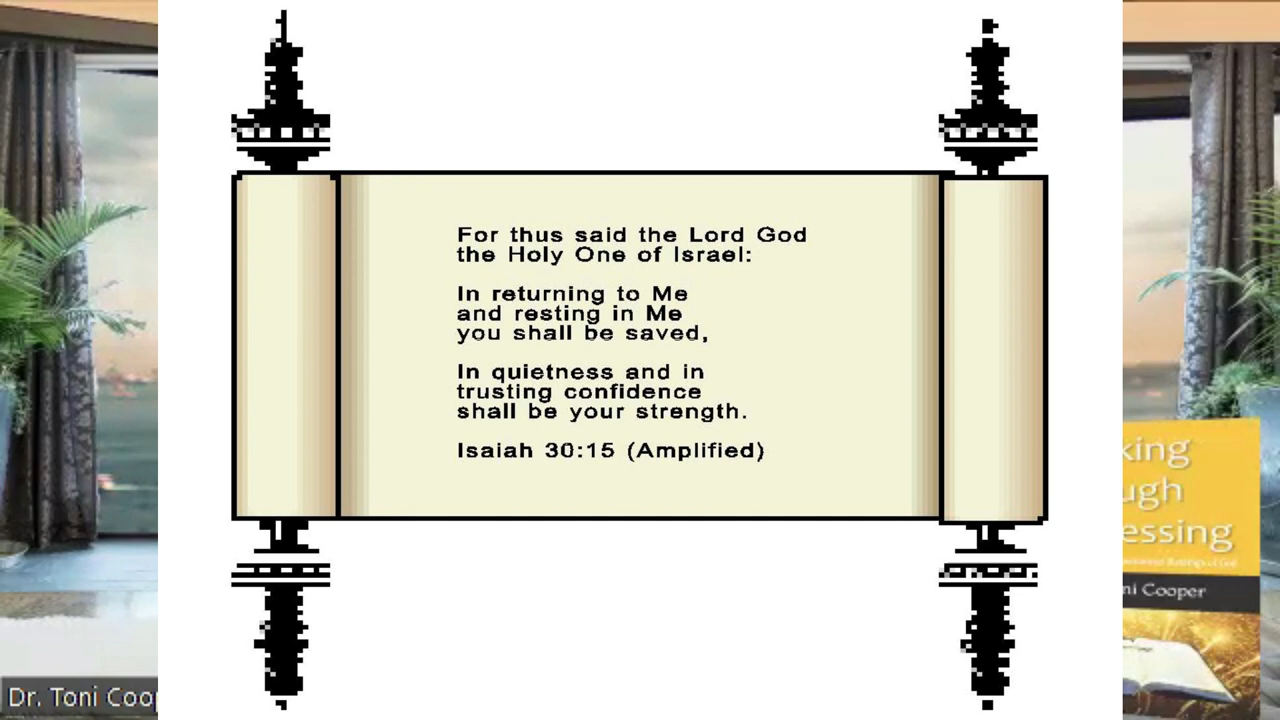 For thus said the Lord God
the Holy One of Israel:
In returning to Me
and resting in Me
you shall be saved,
In quietness and in
trusting confidence
shall be your strength.
Isaiah 30:15 (Amplified)
king
ugh
essing
ni Cooper
Dr. Toni Coop